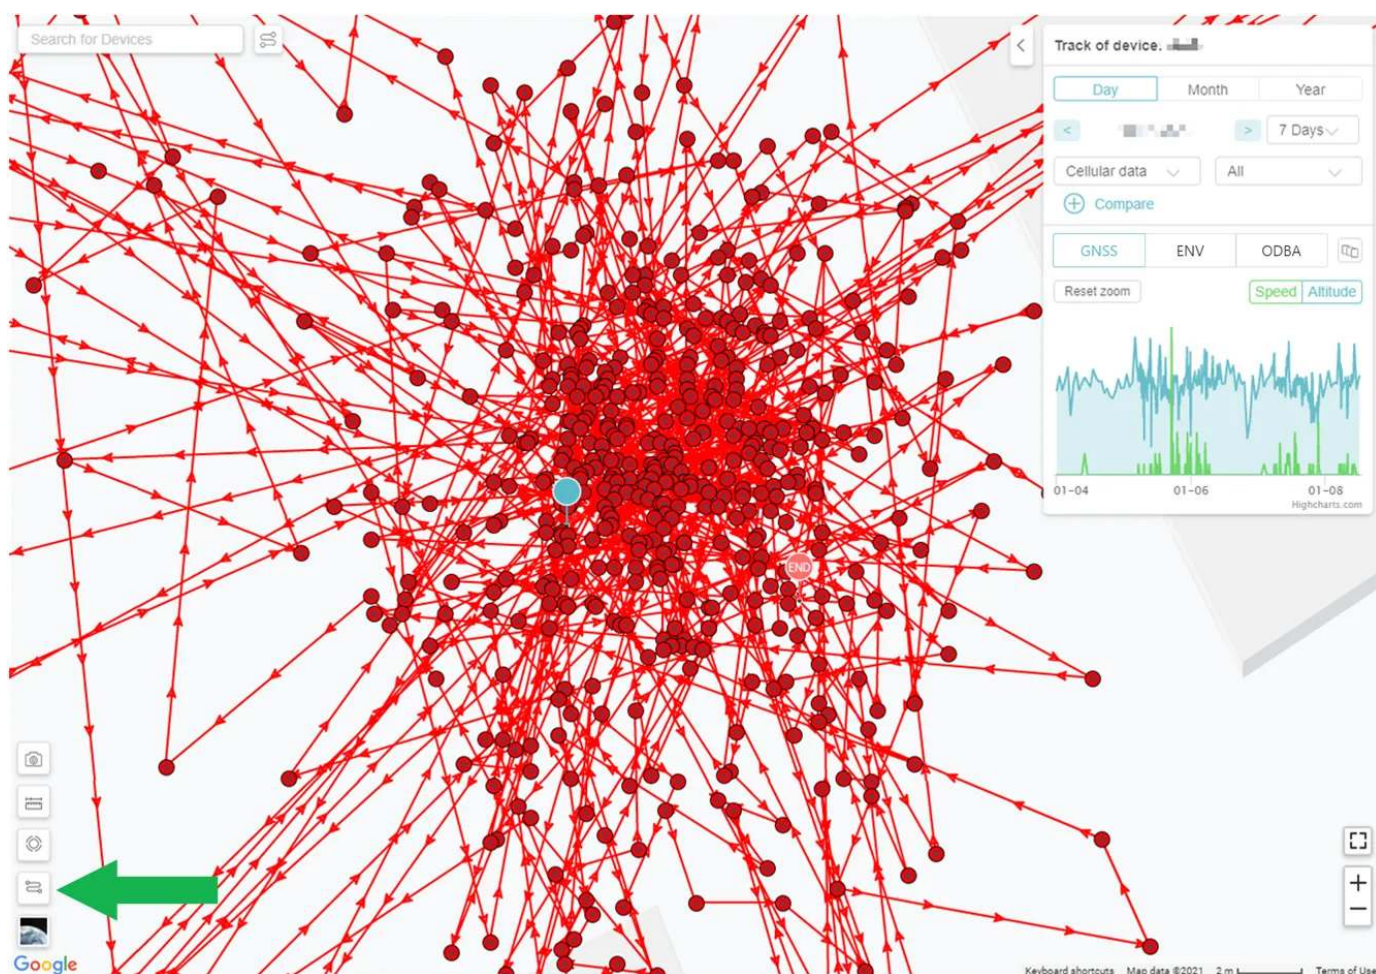 Search for Devices
Track of device.
Day Month Year
< > 7 Days
Cellular data All
Compare
GNSS ENV ODBA
Reset zoom Speed Altitude
01-04 01-06 01-08
Highcharts.com
END
+
−
Google
Keyboard shortcuts Map data ©2021 2 m Terms of Use